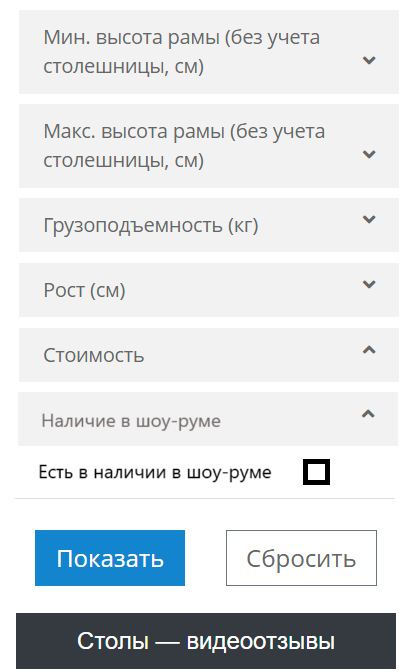 Мин. высота рамы (без учета
столешницы, см)
Макс. высота рамы (без учета
столешницы, см)
Грузоподъемность (кг)
Рост (см)
Стоимость
Наличие в шоу-руме
Есть в наличии в шоу-руме
Показать
Сбросить
Столы — видеоотзывы